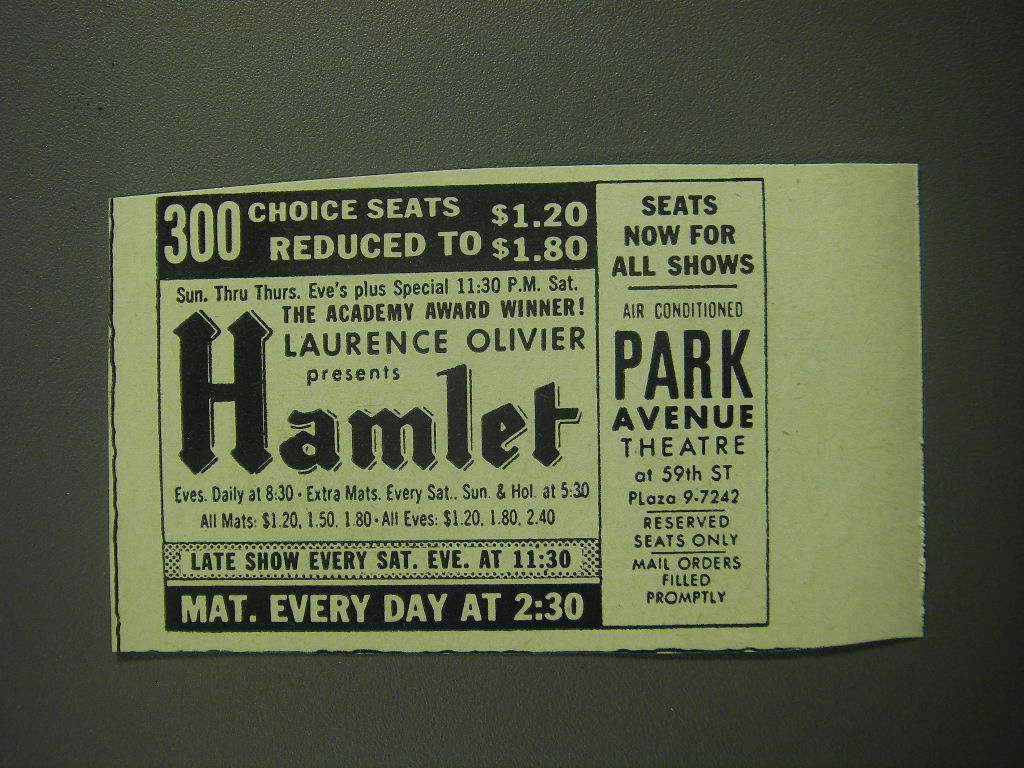 300 CHOICE SEATS $1.20
REDUCED TO $1.80
Sun. Thru Thurs. Eve's plus Special 11:30 P.M. Sat.
THE ACADEMY AWARD WINNER!
LAURENCE OLIVIER
presents
Hamlet
Eves. Daily at 8:30 • Extra Mats. Every Sat., Sun. & Hol. at 5:30
All Mats: $1.20, 1.50, 1.80 • All Eves: $1.20, 1.80, 2.40
LATE SHOW EVERY SAT. EVE. AT 11:30
MAT. EVERY DAY AT 2:30
SEATS
NOW FOR
ALL SHOWS
AIR CONDITIONED
PARK
AVENUE
THEATRE
at 59th ST
PLaza 9-7242
RESERVED
SEATS ONLY
MAIL ORDERS
FILLED
PROMPTLY